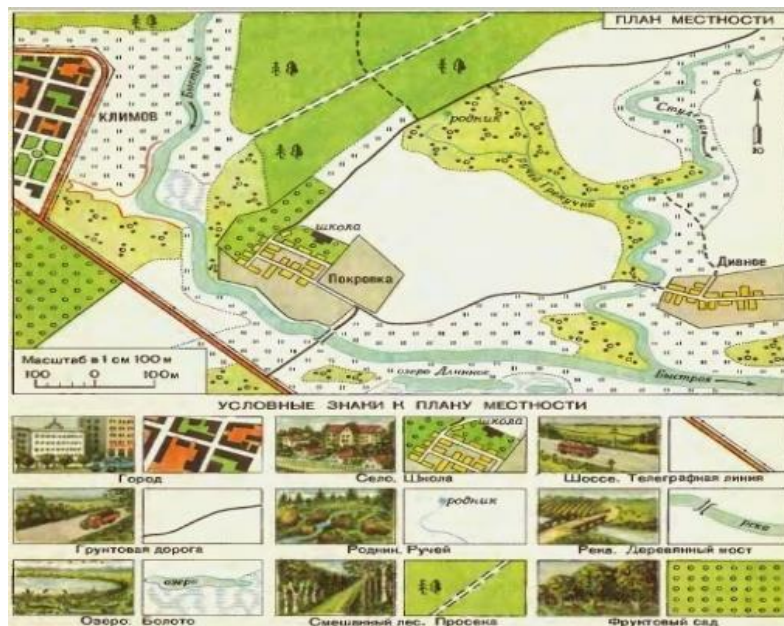 ПЛАН МЕСТНОСТИ
Быстрая
КЛИМОВ
родник
Студёная
С
ручей Гремучий
Ю
школа
Покровка
Дивное
Масштаб в 1 см 100 м
100 0 100м
озеро Длинное
Быстрая
УСЛОВНЫЕ ЗНАКИ К ПЛАНУ МЕСТНОСТИ
школа
Город
Село. Школа
Шоссе. Телеграфная линия
родник
река
Грунтовая дорога
Родник. Ручей
Река. Деревянный мост
озеро
Озеро. Болото
Смешанный лес. Просека
Фруктовый сад